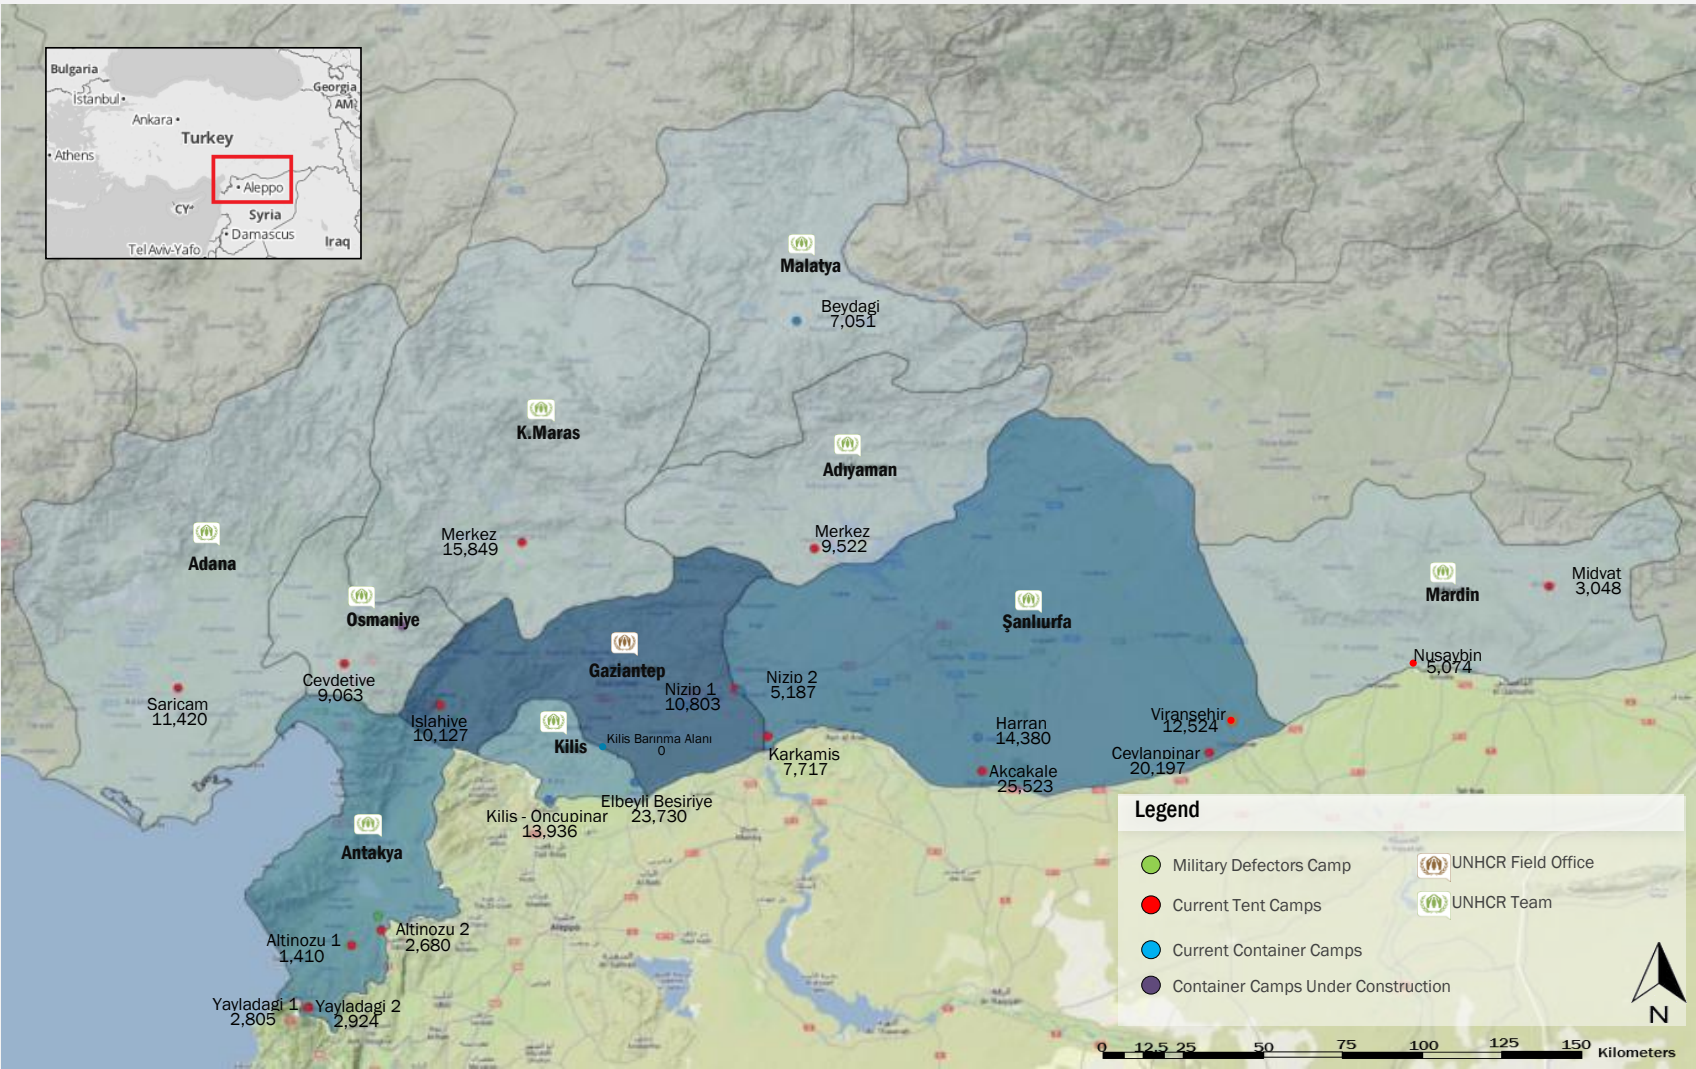 Bulgaria
Istanbul
Georgia
AM
Ankara
Turkey
Athens
Aleppo
CY
Syria
Damascus
Tel Aviv-Yafo
Iraq
Malatya
Beydagi
7,051
K.Maras
Adıyaman
Merkez
15,849
Merkez
9,522
Adana
Osmaniye
Cevdetiye
9,063
Saricam
11,420
Gaziantep
Islahiye
10,127
Nizip 1
10,803
Nizip 2
5,187
Kilis
Kilis Barınma Alanı
0
Karkamis
7,717
Elbeyli Besiriye
23,730
Kilis - Oncupinar
13,936
Şanlıurfa
Harran
14,380
Akcakale
25,523
Viransehir
12,524
Ceylanpinar
20,197
Mardin
Midyat
3,048
Nusaybin
5,074
Antakya
Altinozu 1
1,410
Altinozu 2
2,680
Yayladagi 1
2,805
Yayladagi 2
2,924
Legend
Military Defectors Camp
Current Tent Camps
Current Container Camps
Container Camps Under Construction
UNHCR Field Office
UNHCR Team
N
0 12,5 25 50 75 100 125 150
Kilometers